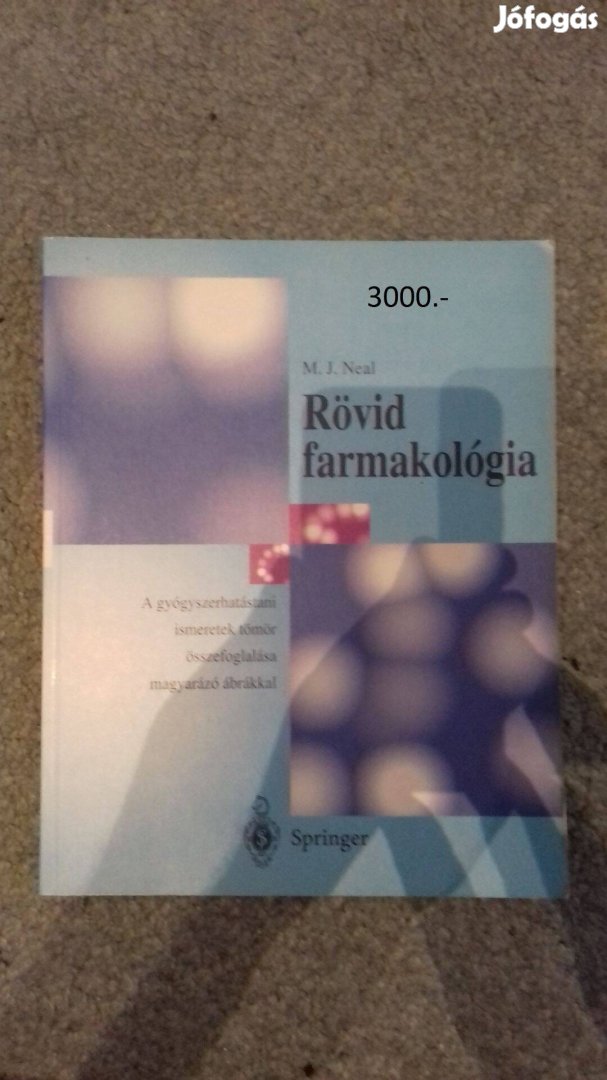 Jófogás
3000.-
M. J. Neal
Rövid
farmakológia
A gyógyszerhatástani
ismeretek tömör
összefoglalása
magyarázó ábrákkal
S
Springer